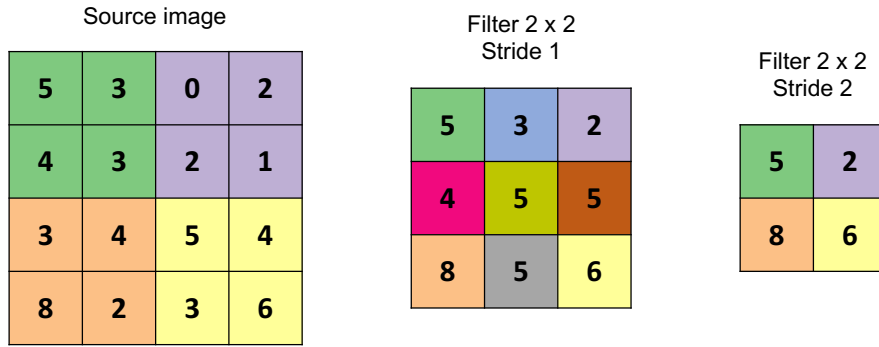 Source image
5 3 0 2
4 3 2 1
3 4 5 4
8 2 3 6
Filter 2 x 2
Stride 1
5 3 2
4 5 5
8 5 6
Filter 2 x 2
Stride 2
5 2
8 6